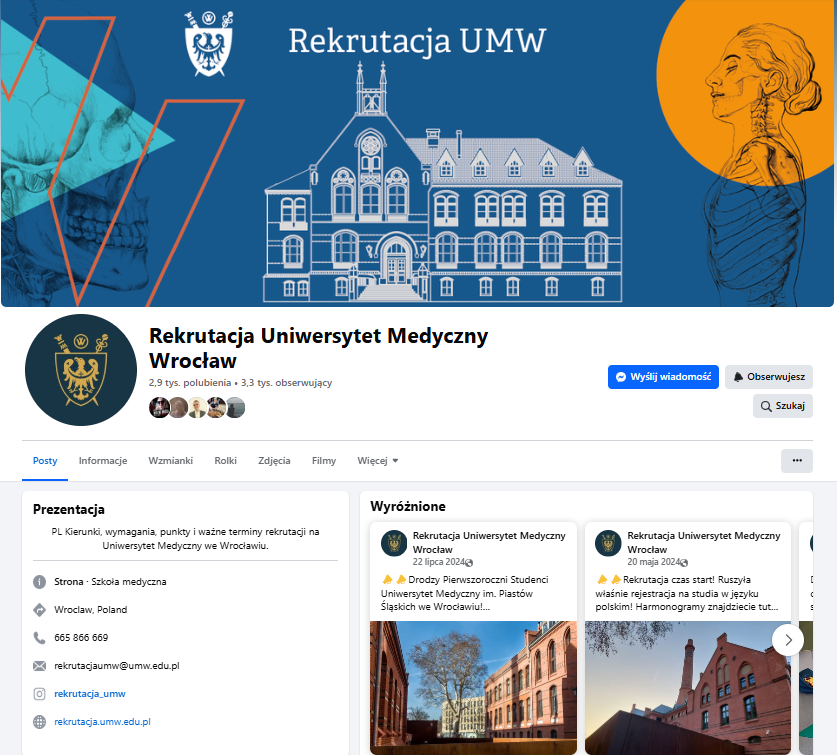 Rekrutacja UMW
Rekrutacja Uniwersytet Medyczny
Wrocław
2,9 tys. polubienia • 3,3 tys. obserwujący
Wyślij wiadomość
Obserwujesz
Szukaj
Posty
Informacje
Wzmianki
Rolki
Zdjęcia
Filmy
Więcej
Prezentacja
PL Kierunki, wymagania, punkty i ważne terminy rekrutacji na
Uniwersytet Medyczny we Wrocławiu.
Strona · Szkoła medyczna
Wroclaw, Poland
665 866 669
rekrutacjaumw@umw.edu.pl
rekrutacja_umw
rekrutacja.umw.edu.pl
Wyróżnione
Rekrutacja Uniwersytet Medyczny
Wrocław
22 lipca 2024
Drodzy Pierwszoroczni Studenci
Uniwersytet Medyczny im. Piastów
Śląskich we Wrocławiu!...
Rekrutacja Uniwersytet Medyczny
Wrocław
20 maja 2024
Rekrutacja czas start! Ruszyła
właśnie rejestracja na studia w języku
polskim! Harmonogramy znajdziecie tut...